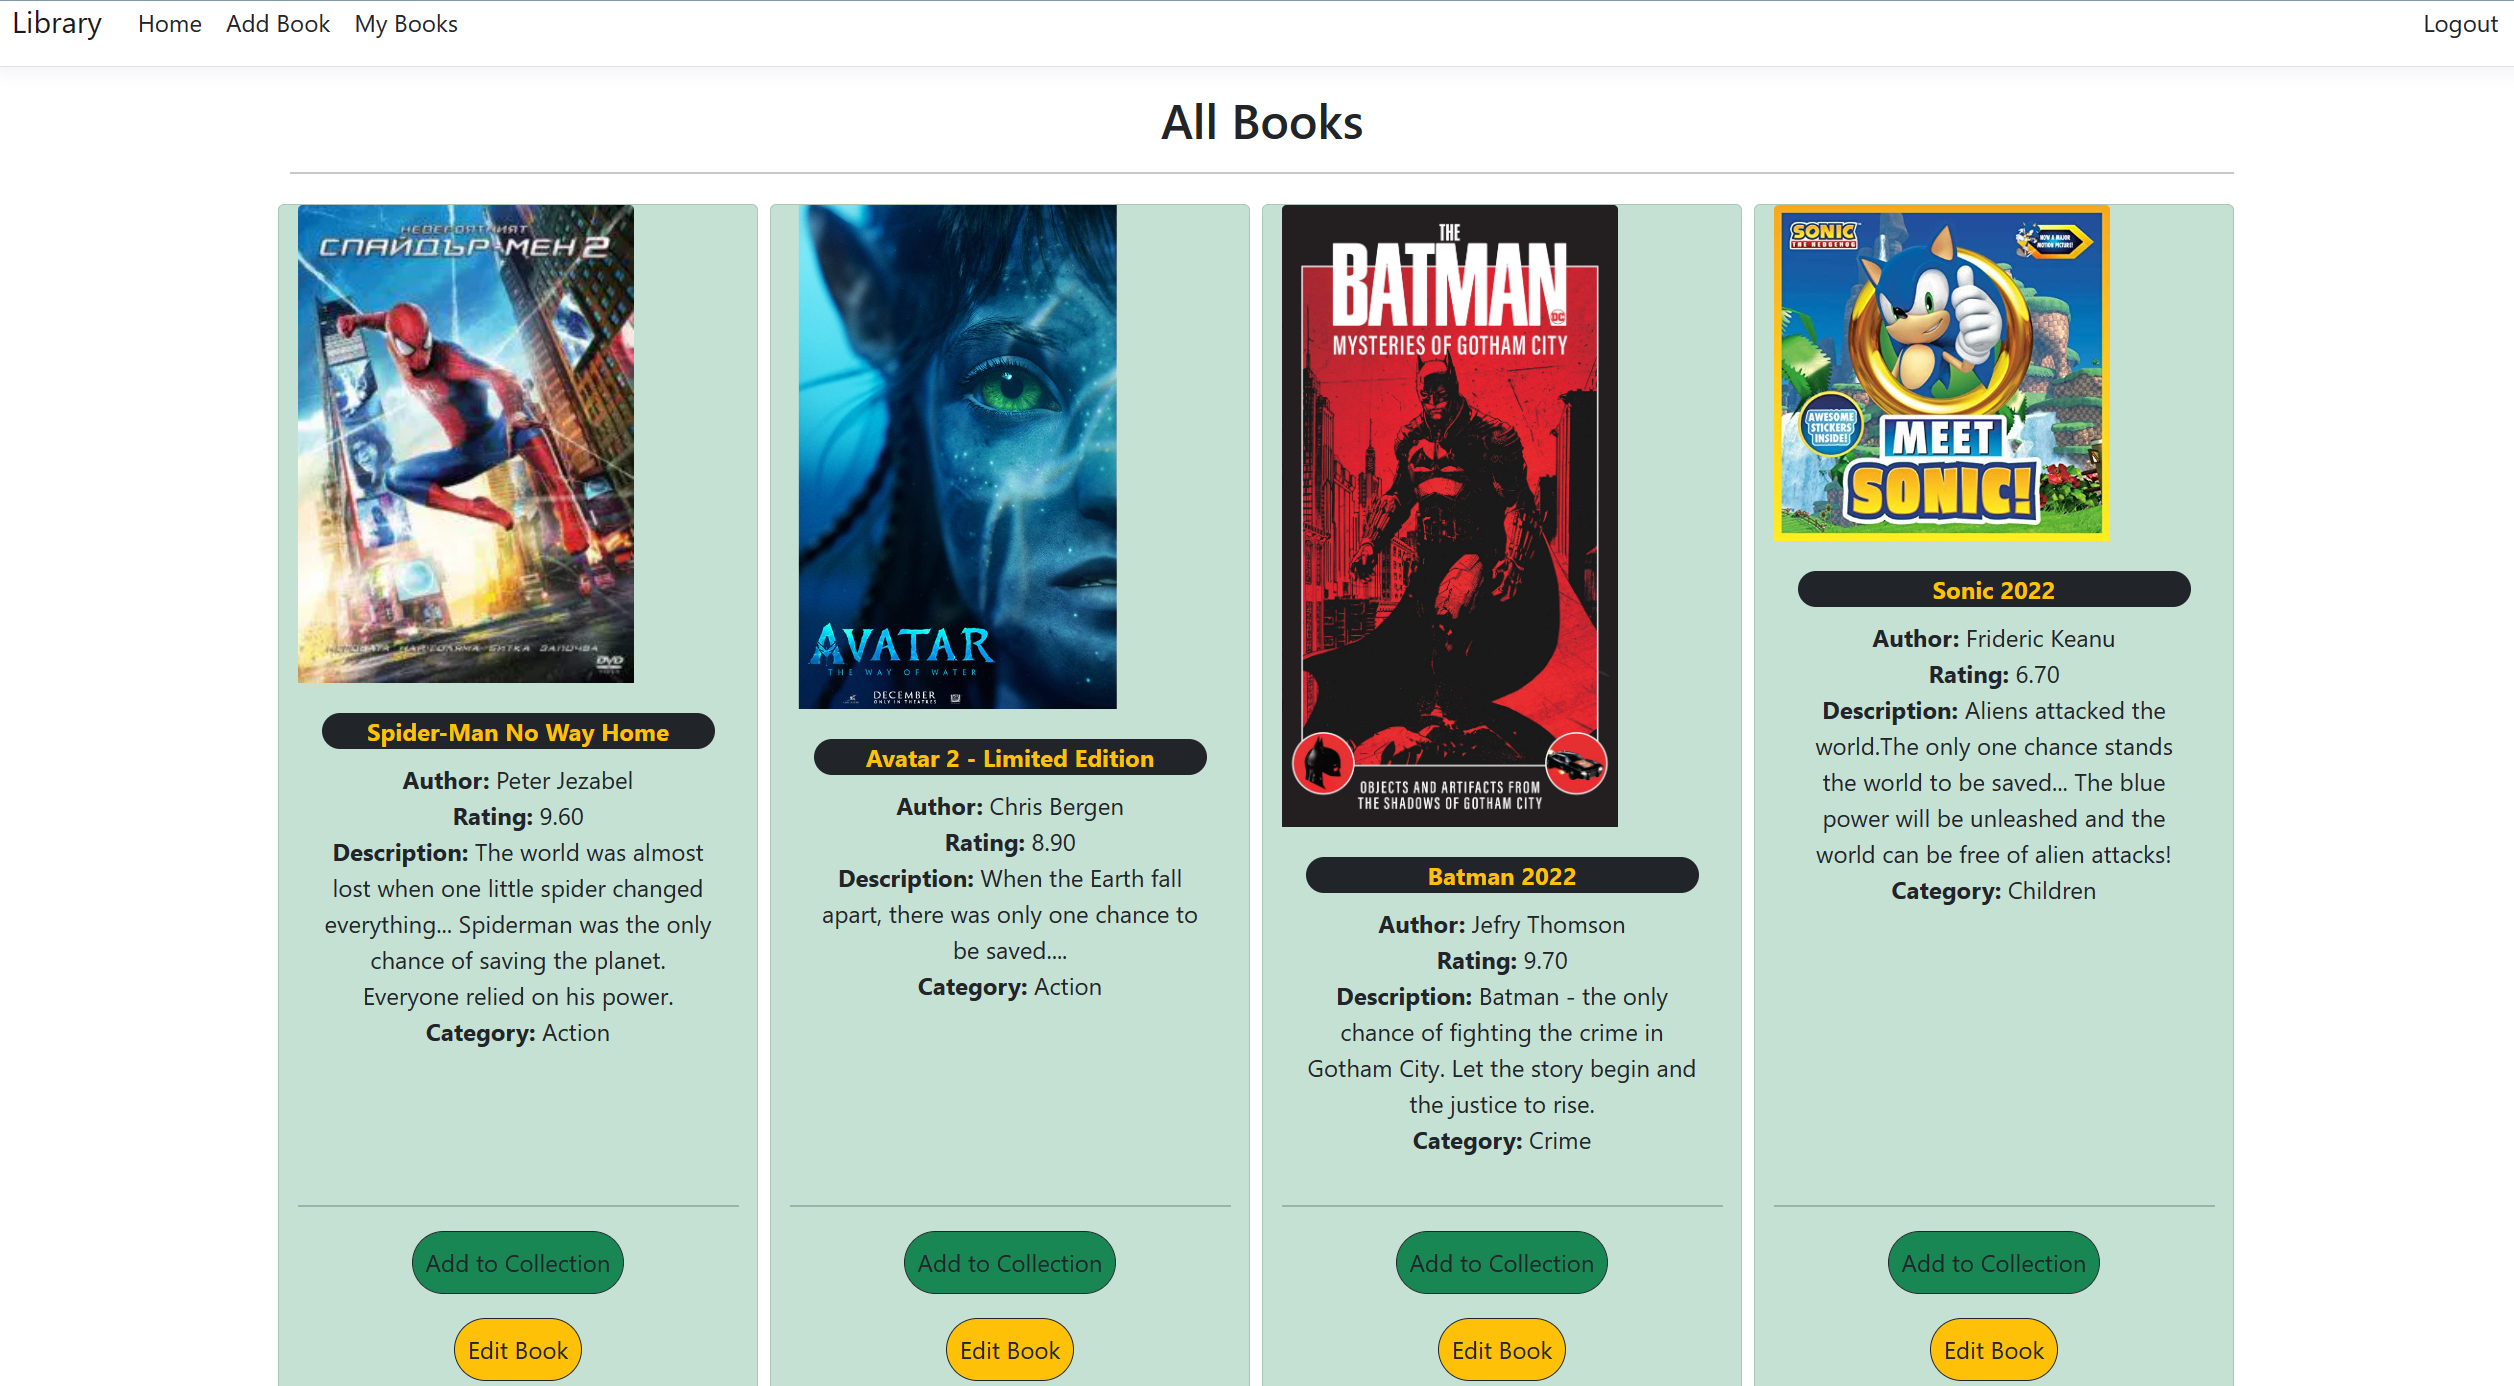 Library Home Add Book My Books Logout
All Books
НЕВЕРОЯТНИЯТ
СПАЙДЪР-МЕН 2
DVD
Spider-Man No Way Home
Author: Peter Jezabel
Rating: 9.60
Description: The world was almost
lost when one little spider changed
everything... Spiderman was the only
chance of saving the planet.
Everyone relied on his power.
Category: Action
Add to Collection
Edit Book
AVATAR
THE WAY OF WATER
DECEMBER
ONLY IN THEATRES
Avatar 2 - Limited Edition
Author: Chris Bergen
Rating: 8.90
Description: When the Earth fall
apart, there was only one chance to
be saved....
Category: Action
Add to Collection
Edit Book
THE
BATMAN
DC
MYSTERIES OF GOTHAM CITY
OBJECTS AND ARTIFACTS FROM
THE SHADOWS OF GOTHAM CITY
Batman 2022
Author: Jefry Thomson
Rating: 9.70
Description: Batman - the only
chance of fighting the crime in
Gotham City. Let the story begin and
the justice to rise.
Category: Crime
Add to Collection
Edit Book
SONIC
THE HEDGEHOG
NOW A MAJOR
MOTION PICTURE!
AWESOME
STICKERS
INSIDE!
MEET
SONIC!
Sonic 2022
Author: Frideric Keanu
Rating: 6.70
Description: Aliens attacked the
world.The only one chance stands
the world to be saved... The blue
power will be unleashed and the
world can be free of alien attacks!
Category: Children
Add to Collection
Edit Book